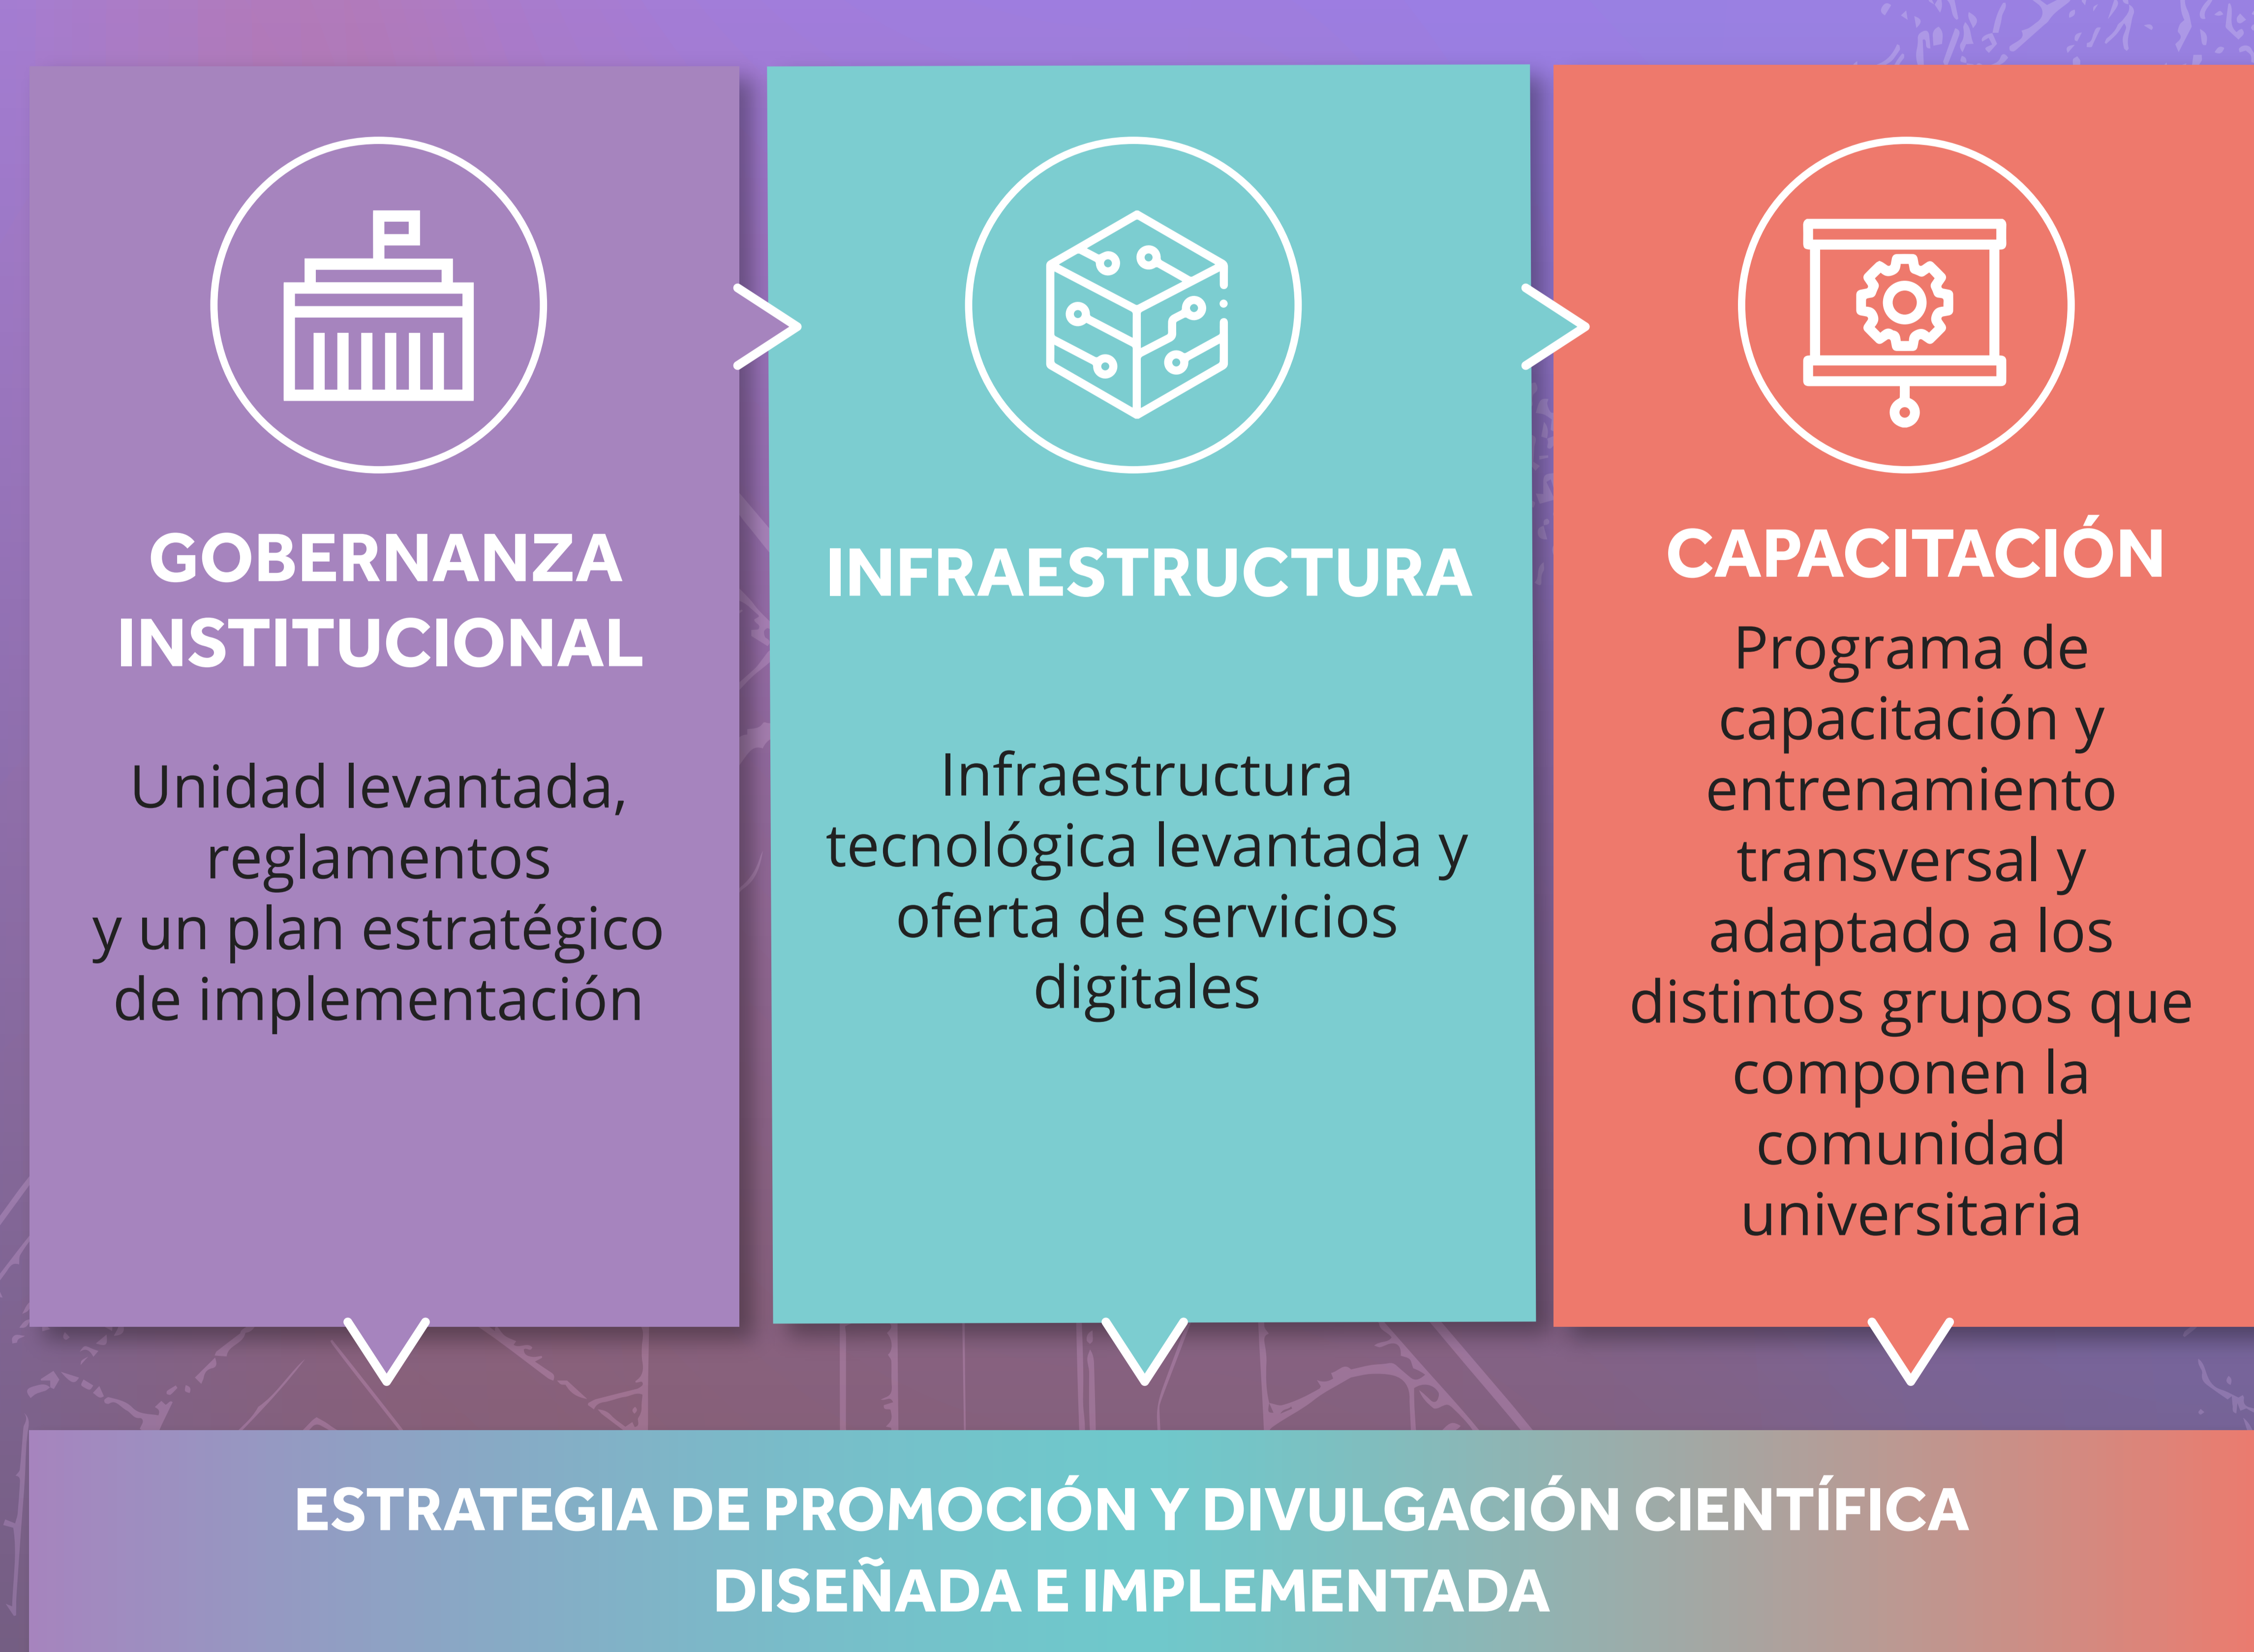 GOBERNANZA
INSTITUCIONAL
Unidad levantada,
reglamentos
y un plan estratégico
de implementación
INFRAESTRUCTURA
Infraestructura
tecnológica levantada y
oferta de servicios
digitales
CAPACITACIÓN
Programa de
capacitación y
entrenamiento
transversal y
adaptado a los
distintos grupos que
componen la
comunidad
universitaria
ESTRATEGIA DE PROMOCIÓN Y DIVULGACIÓN CIENTÍFICA
DISEÑADA E IMPLEMENTADA